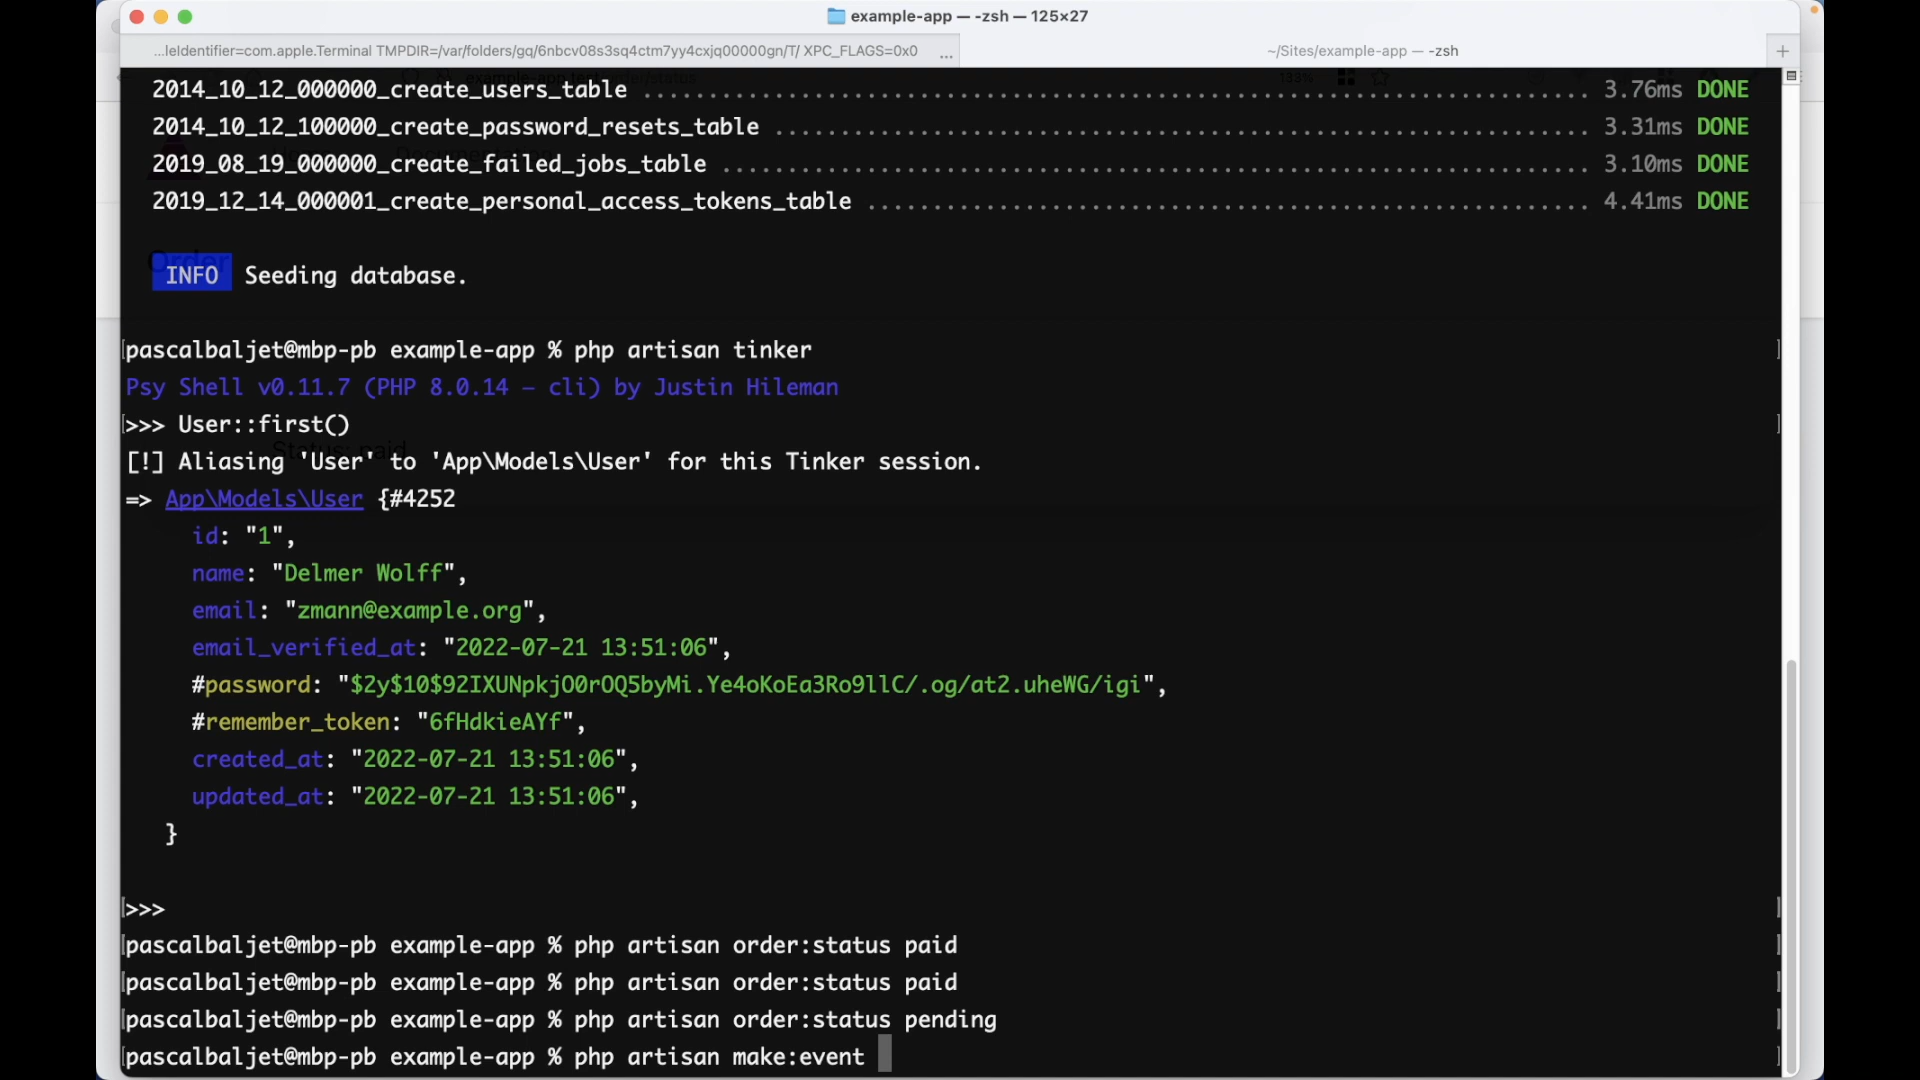 example-app — -zsh — 125×27
...leIdentifier=com.apple.Terminal TMPDIR=/var/folders/gq/6nbcv08s3sq4ctm7yy4cxjq00000gn/T/ XPC_FLAGS=0x0 ...
~/Sites/example-app — -zsh
2014_10_12_000000_create_users_table ........................................................................ 3.76ms DONE
2014_10_12_100000_create_password_resets_table .............................................................. 3.31ms DONE
2019_08_19_000000_create_failed_jobs_table .................................................................. 3.10ms DONE
2019_12_14_000001_create_personal_access_tokens_table ....................................................... 4.41ms DONE
Order
INFO Seeding database.
pascalbaljet@mbp-pb example-app % php artisan tinker
Psy Shell v0.11.7 (PHP 8.0.14 — cli) by Justin Hileman
>>> User::first()
Status: paid
[!] Aliasing 'User' to 'App\Models\User' for this Tinker session.
=> App\Models\User {#4252
id: "1",
name: "Delmer Wolff",
email: "zmann@example.org",
email_verified_at: "2022-07-21 13:51:06",
#password: "$2y$10$92IXUNpkjO0rOQ5byMi.Ye4oKoEa3Ro9llC/.og/at2.uheWG/igi",
#remember_token: "6fHdkieAYf",
created_at: "2022-07-21 13:51:06",
updated_at: "2022-07-21 13:51:06",
}
>>>
pascalbaljet@mbp-pb example-app % php artisan order:status paid
pascalbaljet@mbp-pb example-app % php artisan order:status paid
pascalbaljet@mbp-pb example-app % php artisan order:status pending
pascalbaljet@mbp-pb example-app % php artisan make:event